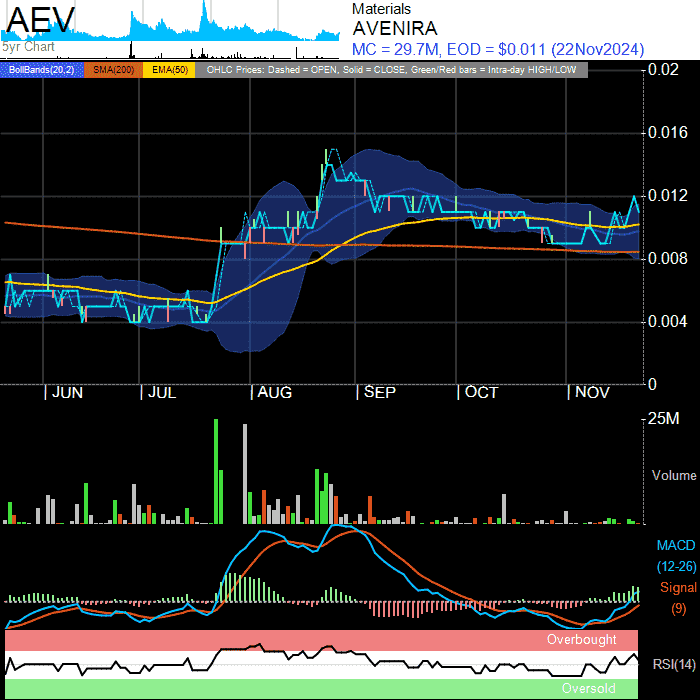 AEV
5yr Chart
Materials
AVENIRA
MC = 29.7M, EOD = $0.011 (22Nov2024)
BollBands(20,2) SMA(200) EMA(50) OHLC Prices: Dashed = OPEN, Solid = CLOSE, Green/Red bars = Intra-day HIGH/LOW
0.02
0.016
0.012
0.008
0.004
0
JUN JUL AUG SEP OCT NOV
25M
Volume
MACD
(12-26)
Signal
(9)
Overbought
RSI(14)
Oversold